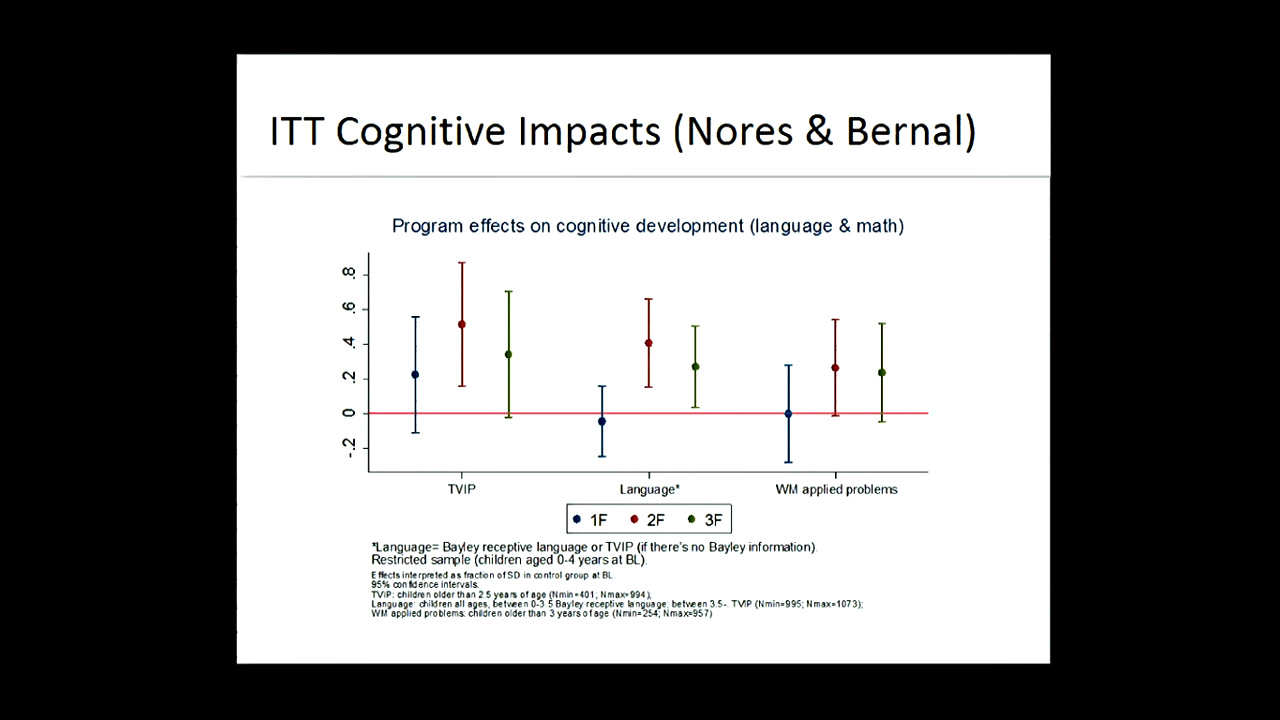 ITT Cognitive Impacts (Nores & Bernal)
Program effects on cognitive development (language & math)
.8
.6
.4
.2
0
-.2
TVIP
Language*
WM applied problems
1F
2F
3F
*Language= Bayley receptive language or TVIP (if there's no Bayley information).
Restricted sample (children aged 0-4 years at BL).
Effects interpreted as fraction of SD in control group at BL
95% confidence intervals.
TVIP: children older than 2.5 years of age (Nmin=401; Nmax=994);
Language: children all ages, between 0-3.5 Bayley receptive language; between 3.5-. TVIP (Nmin=995; Nmax=1073);
WM applied problems: children older than 3 years of age (Nmin=254; Nmax=957)